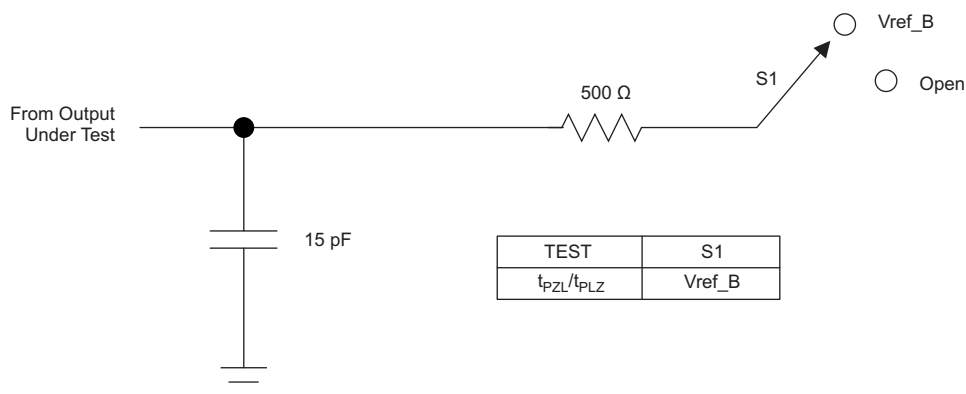 Vref_B
S1
Open
500 Ω
From Output
Under Test
15 pF
TEST S1
tPZL/tPLZ Vref_B